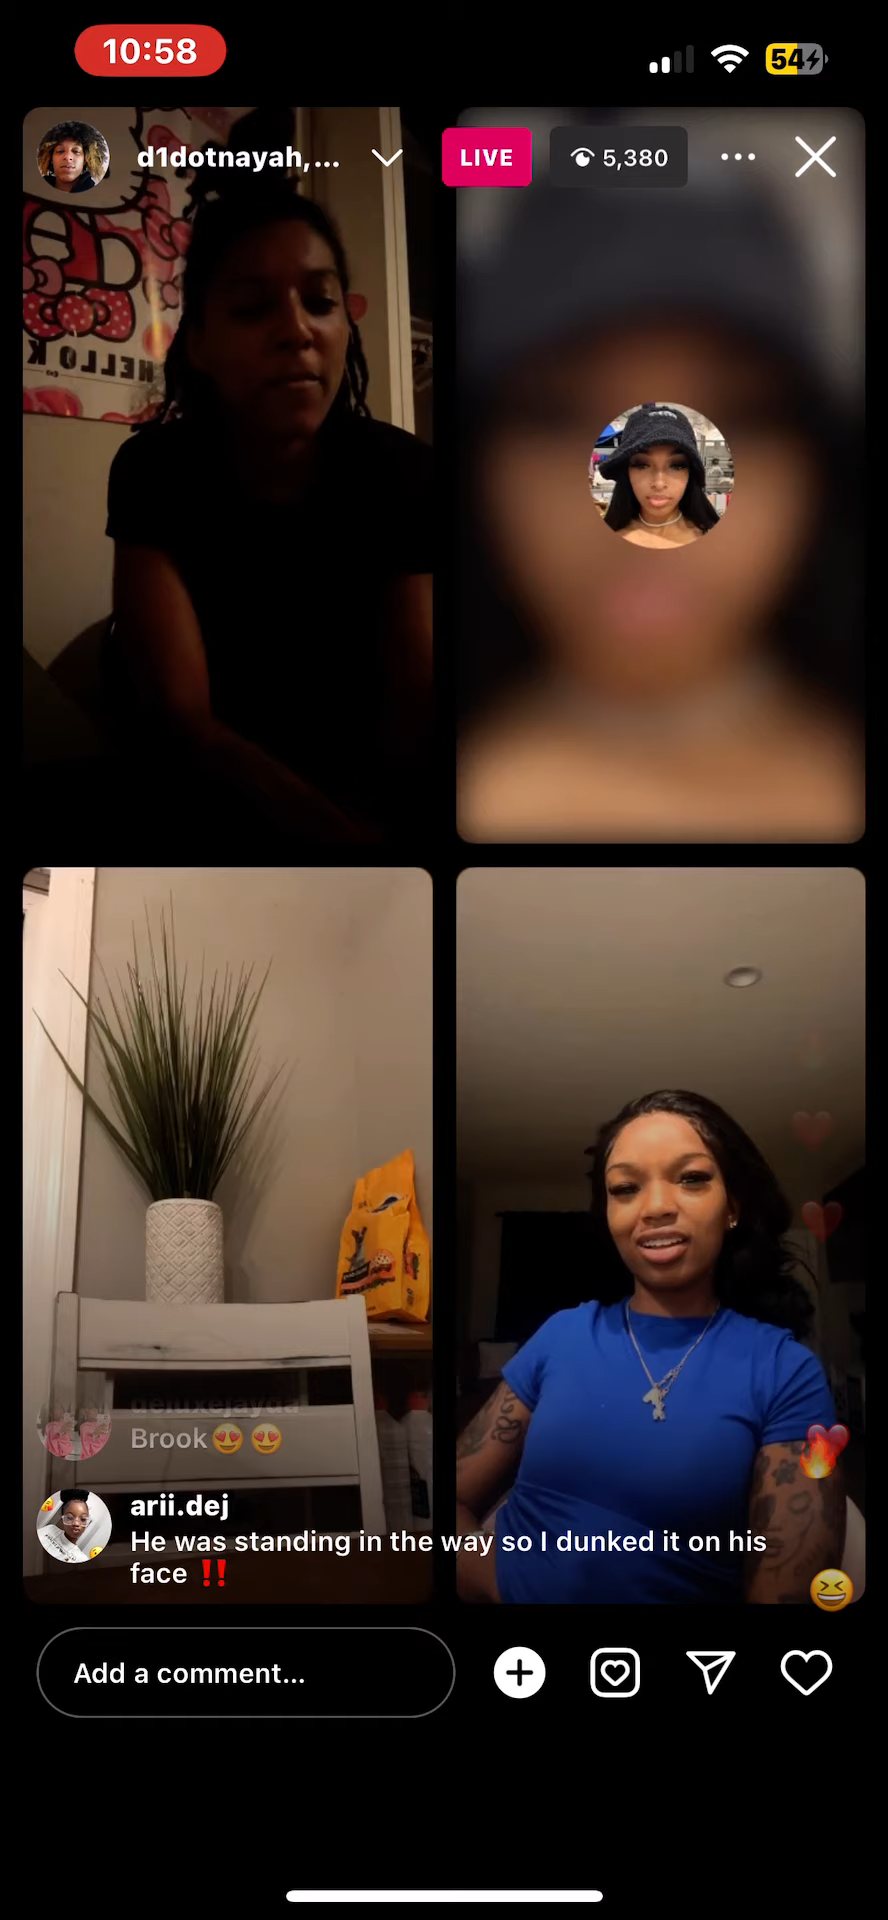 10:58
54
d1dotnayah,...
LIVE
5,380
HELLO K
deluxejayda
Brook😍😍
arii.dej
He was standing in the way so I dunked it on his
face ‼️
Add a comment...